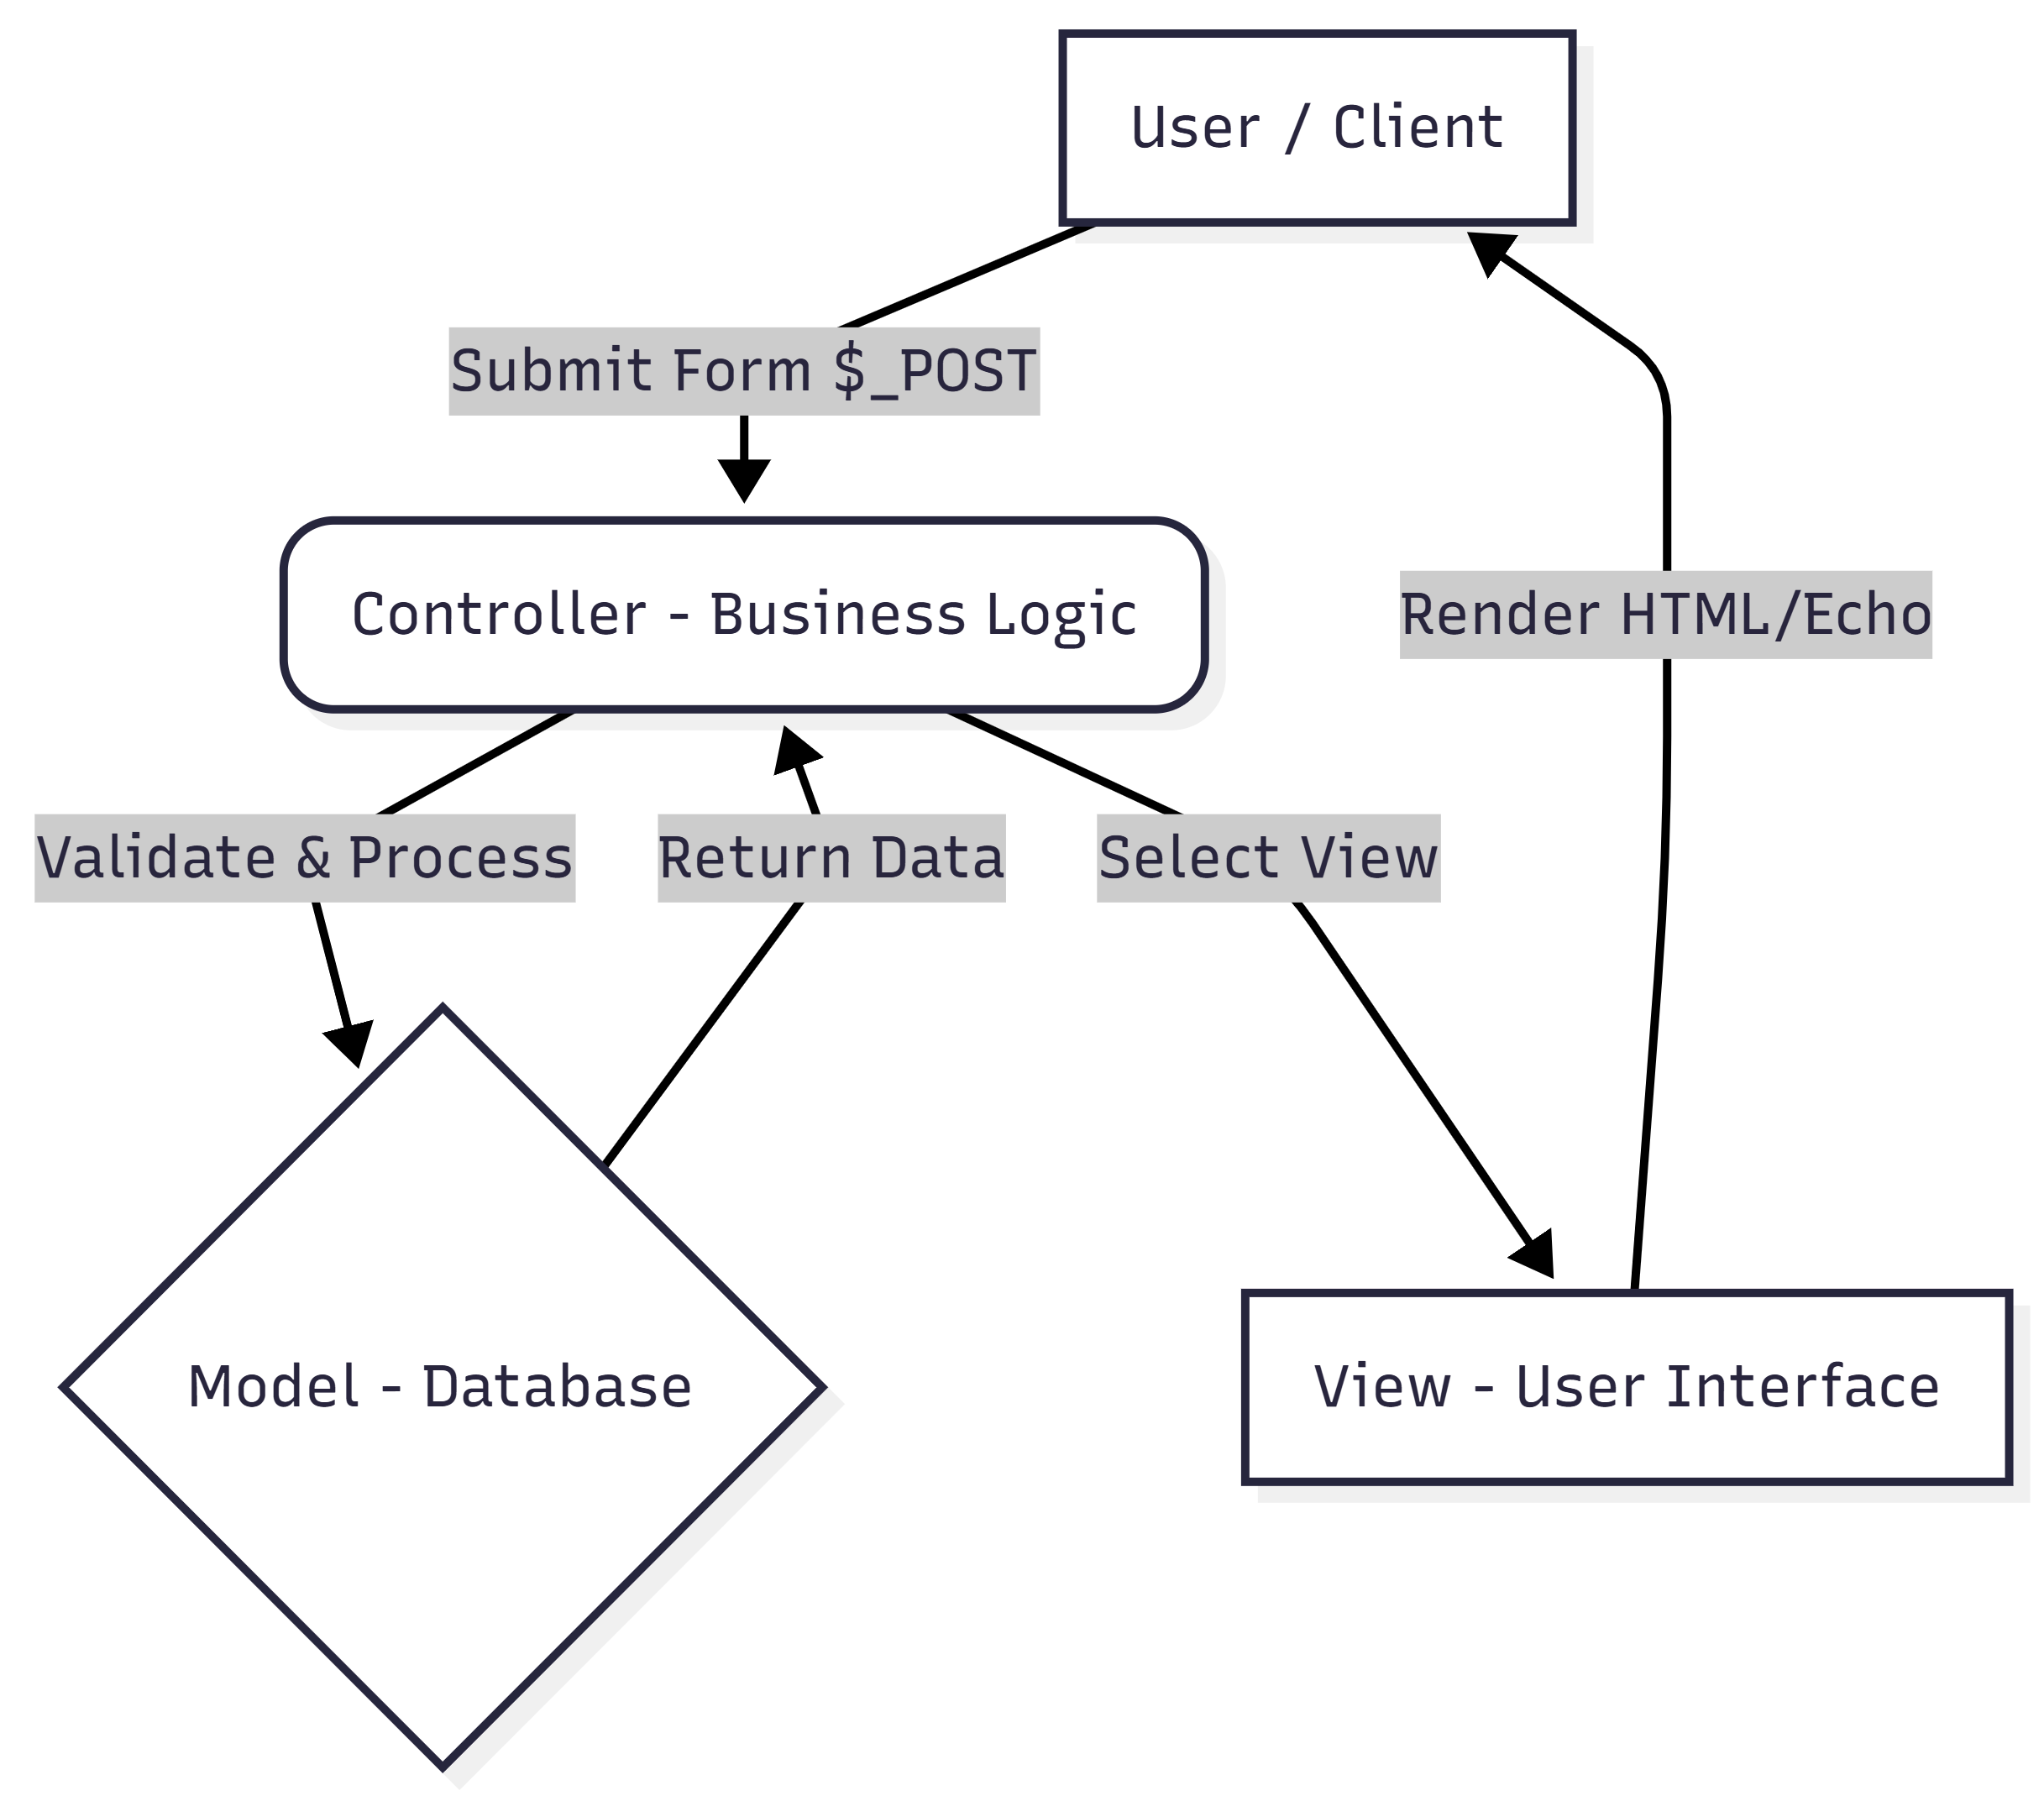 User / Client
Submit Form $_POST
Controller - Business Logic
Render HTML/Echo
Validate & Process
Return Data
Select View
Model - Database
View - User Interface